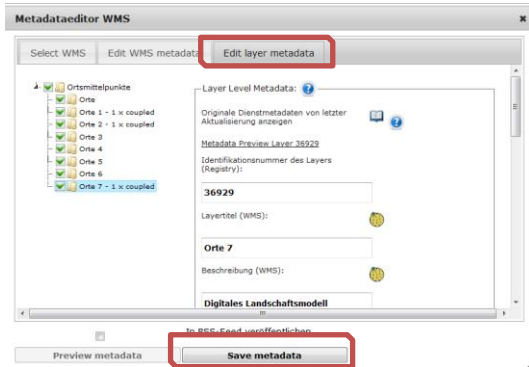 Metadataeditor WMS
Select WMS Edit WMS metadata Edit layer metadata
Ortsmittelpunkte
Orte
Orte 1 - 1 x coupled
Orte 2 - 1 x coupled
Orte 3
Orte 4
Orte 5
Orte 6
Orte 7 - 1 x coupled
Layer Level Metadata:
Originale Dienstmetadaten von letzter
Aktualisierung anzeigen
Metadata Preview Layer 36929
Identifikationsnummer des Layers
(Registry):
36929
Layertitel (WMS):
Orte 7
Beschreibung (WMS):
Digitales Landschaftsmodell
In RSS-Feed veröffentlichen
Preview metadata
Save metadata